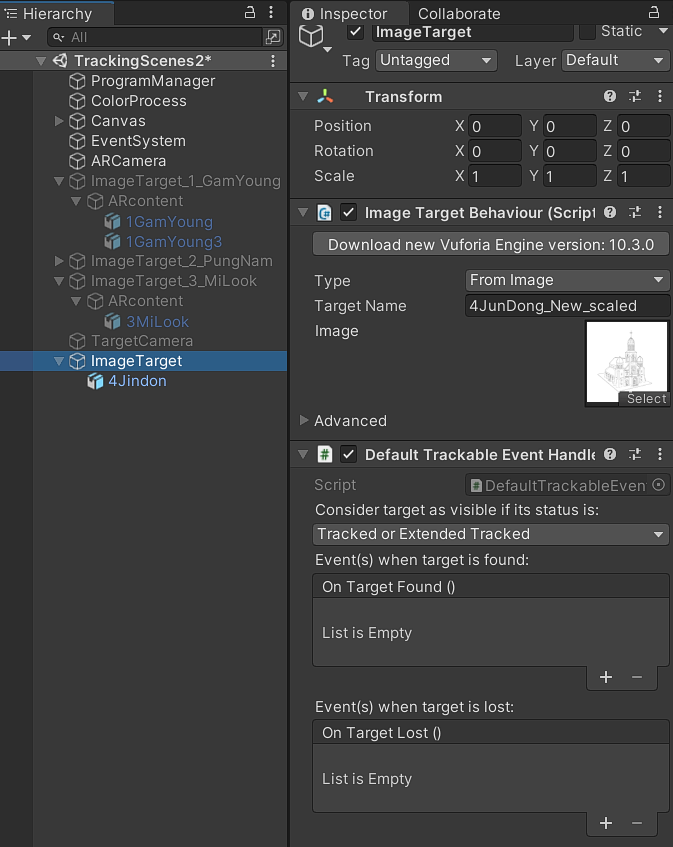 Hierarchy
All
TrackingScenes2*
ProgramManager
ColorProcess
Canvas
EventSystem
ARCamera
ImageTarget_1_GamYoung
ARcontent
1GamYoung
1GamYoung3
ImageTarget_2_PungNam
ImageTarget_3_MiLook
ARcontent
3MiLook
TargetCamera
ImageTarget
4Jindon
Inspector Collaborate
ImageTarget Static
Tag Untagged Layer Default
Transform
Position X 0 Y 0 Z 0
Rotation X 0 Y 0 Z 0
Scale X 1 Y 1 Z 1
Image Target Behaviour (Script
Download new Vuforia Engine version: 10.3.0
Type From Image
Target Name 4JunDong_New_scaled
Image
Select
Advanced
Default Trackable Event Handle
Script DefaultTrackableEven
Consider target as visible if its status is:
Tracked or Extended Tracked
Event(s) when target is found:
On Target Found ()
List is Empty
Event(s) when target is lost:
On Target Lost ()
List is Empty